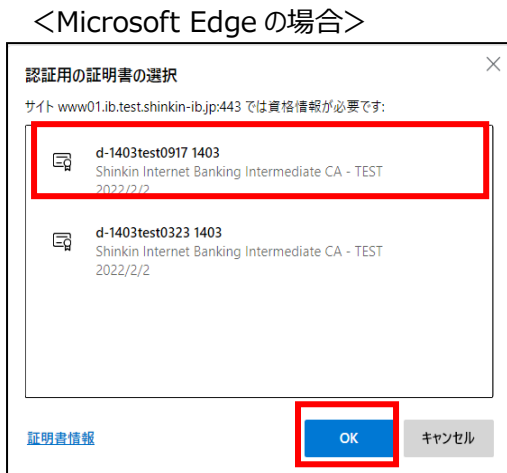 ＜Microsoft Edge の場合＞
認証用の証明書の選択
サイト www01.ib.test.shinkin-ib.jp:443 では資格情報が必要です:
d-1403test0917 1403
Shinkin Internet Banking Intermediate CA - TEST
2022/2/2
d-1403test0323 1403
Shinkin Internet Banking Intermediate CA - TEST
2022/2/2
証明書情報
OK
キャンセル